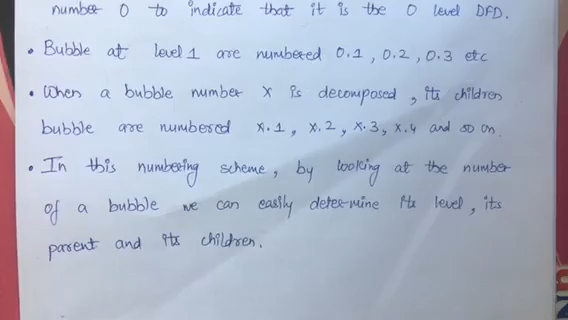 number 0 to indicate that it is the 0 level DFD.
• Bubble at level 1 are numbered 0.1, 0.2, 0.3 etc
• When a bubble number x is decomposed, its children
bubble are numbered x.1, x.2, x.3, x.4 and so on.
• In this numbering scheme, by looking at the number
of a bubble we can easily determine its level, its
parent and its children.